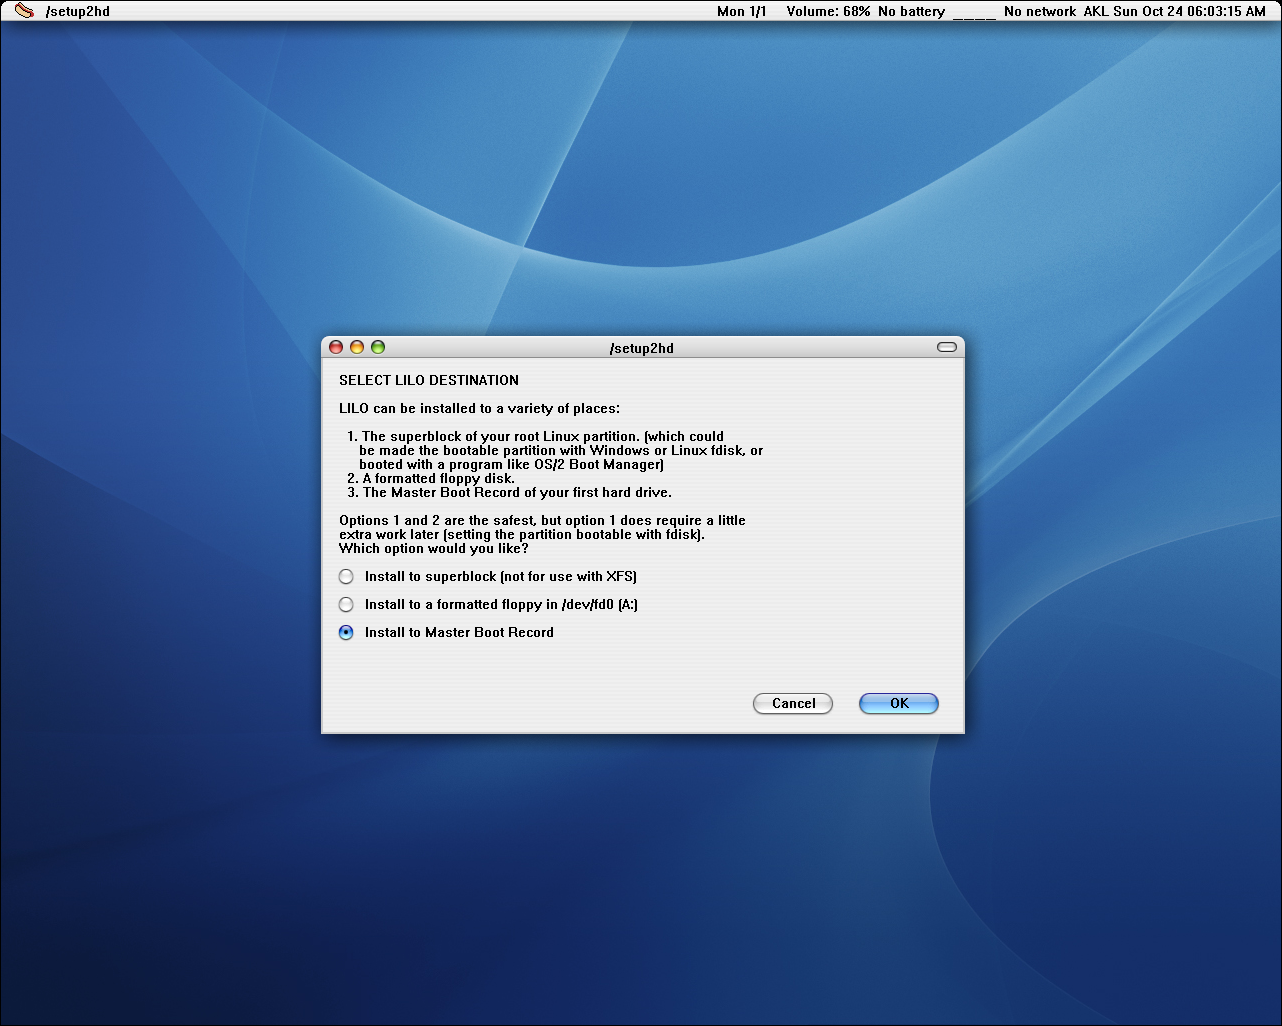 /setup2hd
Mon 1/1 Volume: 68% No battery ____ No network AKL Sun Oct 24 06:03:15 AM
/setup2hd
SELECT LILO DESTINATION
LILO can be installed to a variety of places:
1. The superblock of your root Linux partition. (which could
be made the bootable partition with Windows or Linux fdisk, or
booted with a program like OS/2 Boot Manager)
2. A formatted floppy disk.
3. The Master Boot Record of your first hard drive.
Options 1 and 2 are the safest, but option 1 does require a little
extra work later (setting the partition bootable with fdisk).
Which option would you like?
Install to superblock (not for use with XFS)
Install to a formatted floppy in /dev/fd0 (A:)
Install to Master Boot Record
Cancel OK